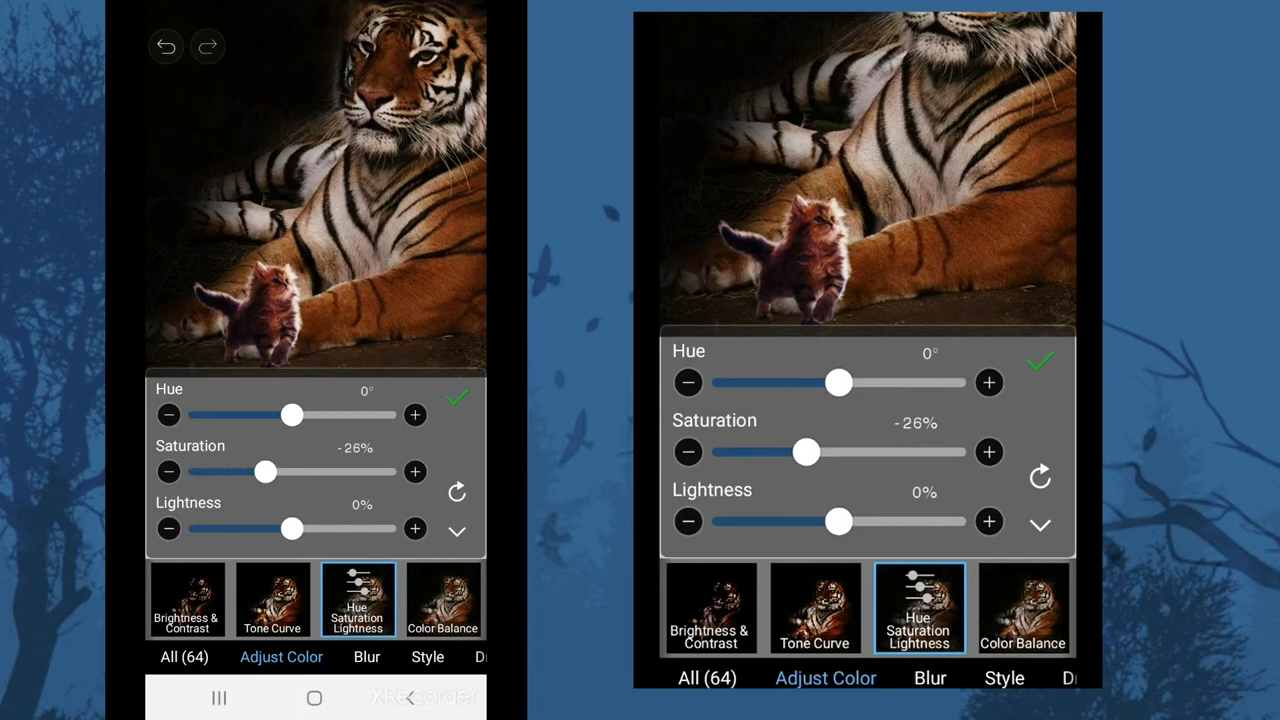 Hue
0°
Saturation
-26%
Lightness
0%
Brightness &
Contrast
Tone Curve
Hue
Saturation
Lightness
Color Balance
All (64)
Adjust Color
Blur
Style
D
XRecorder
Hue
0°
Saturation
-26%
Lightness
0%
Brightness &
Contrast
Tone Curve
Hue
Saturation
Lightness
Color Balance
All (64)
Adjust Color
Blur
Style
D